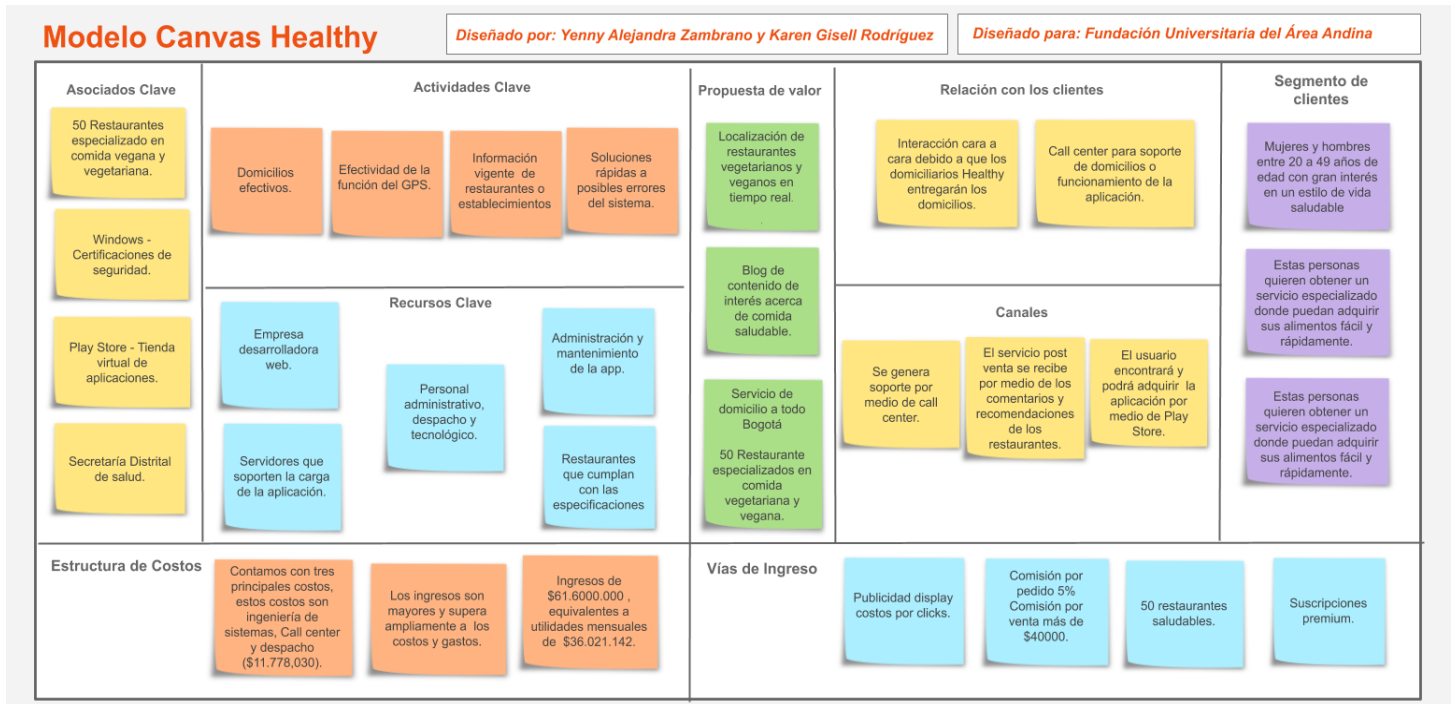 Modelo Canvas Healthy
Diseñado por: Yenny Alejandra Zambrano y Karen Gisell Rodríguez
Diseñado para: Fundación Universitaria del Área Andina
Asociados Clave
50 Restaurantes
especializado en
comida vegana y
vegetariana.
Windows -
Certificaciones de
seguridad.
Play Store - Tienda
virtual de
aplicaciones.
Secretaría Distrital
de salud.
Actividades Clave
Domicilios
efectivos.
Efectividad de la
función del GPS.
Información
vigente de
restaurantes o
establecimientos
Soluciones
rápidas a
posibles errores
del sistema.
Recursos Clave
Empresa
desarrolladora
web.
Servidores que
soporten la carga
de la aplicación.
Personal
administrativo,
despacho y
tecnológico.
Administración y
mantenimiento
de la app.
Restaurantes
que cumplan
con las
especificaciones
Propuesta de valor
Localización de
restaurantes
vegetarianos y
veganos en
tiempo real.
.
Blog de
contenido de
interés acerca
de comida
saludable.
Servicio de
domicilio a todo
Bogotá
50 Restaurante
especializados en
comida
vegetariana y
vegana.
Relación con los clientes
Interacción cara a
cara debido a que los
domiciliarios Healthy
entregarán los
domicilios.
Call center para soporte
de domicilios o
funcionamiento de la
aplicación.
Canales
Se genera
soporte por
medio de call
center.
El servicio post
venta se recibe
por medio de los
comentarios y
recomendaciones
de los
restaurantes.
El usuario
encontrará y
podrá adquirir la
aplicación por
medio de Play
Store.
Segmento de
clientes
Mujeres y hombres
entre 20 a 49 años de
edad con gran interés
en un estilo de vida
saludable
Estas personas
quieren obtener un
servicio especializado
donde puedan adquirir
sus alimentos fácil y
rápidamente.
Estas personas
quieren obtener un
servicio especializado
donde puedan adquirir
sus alimentos fácil y
rápidamente.
Estructura de Costos
Contamos con tres
principales costos,
estos costos son
ingeniería de
sistemas, Call center
y despacho
($11.778,030).
Los ingresos son
mayores y supera
ampliamente a los
costos y gastos.
Ingresos de
$61.6000.000 ,
equivalentes a
utilidades mensuales
de $36.021.142.
Vías de Ingreso
Publicidad display
costos por clicks.
Comisión por
pedido 5%
Comisión por
venta más de
$40000.
50 restaurantes
saludables.
Suscripciones
premium.